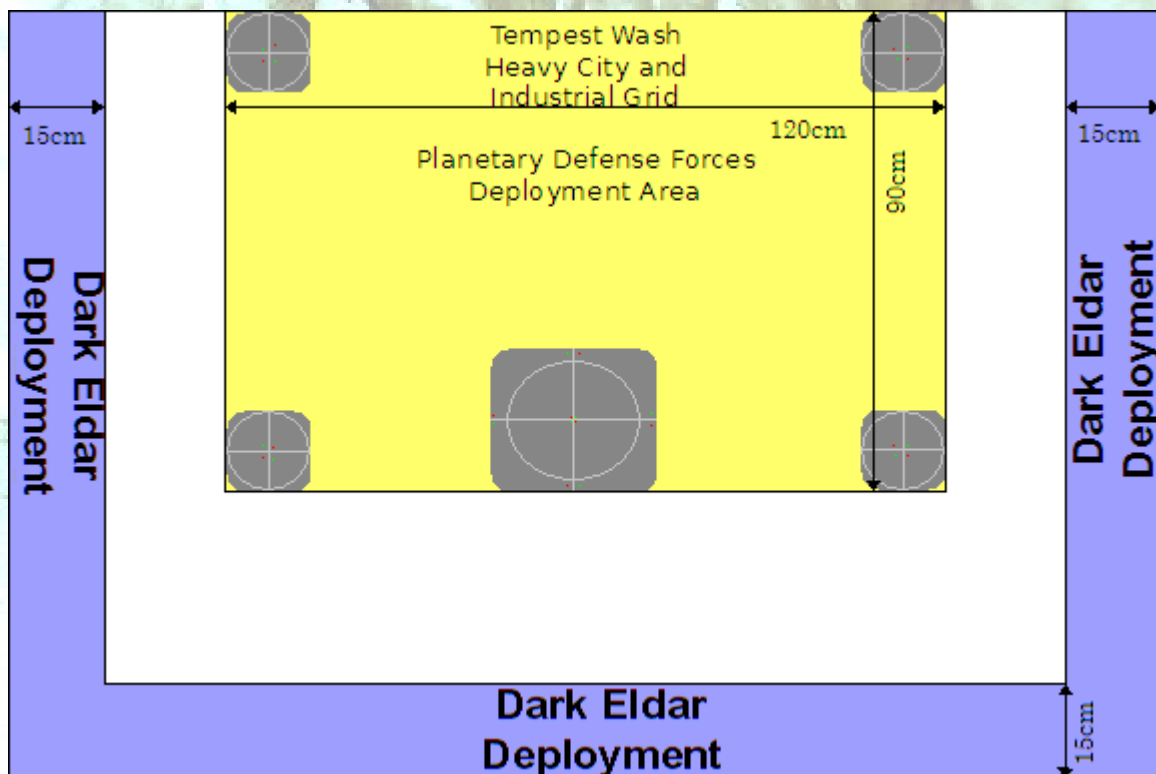 Tempest Wash
Heavy City and
Industrial Grid
15cm
120cm
15cm
Planetary Defense Forces
Deployment Area
90cm
Dark Eldar
Deployment
Dark Eldar
Deployment
Dark Eldar
Deployment
15cm